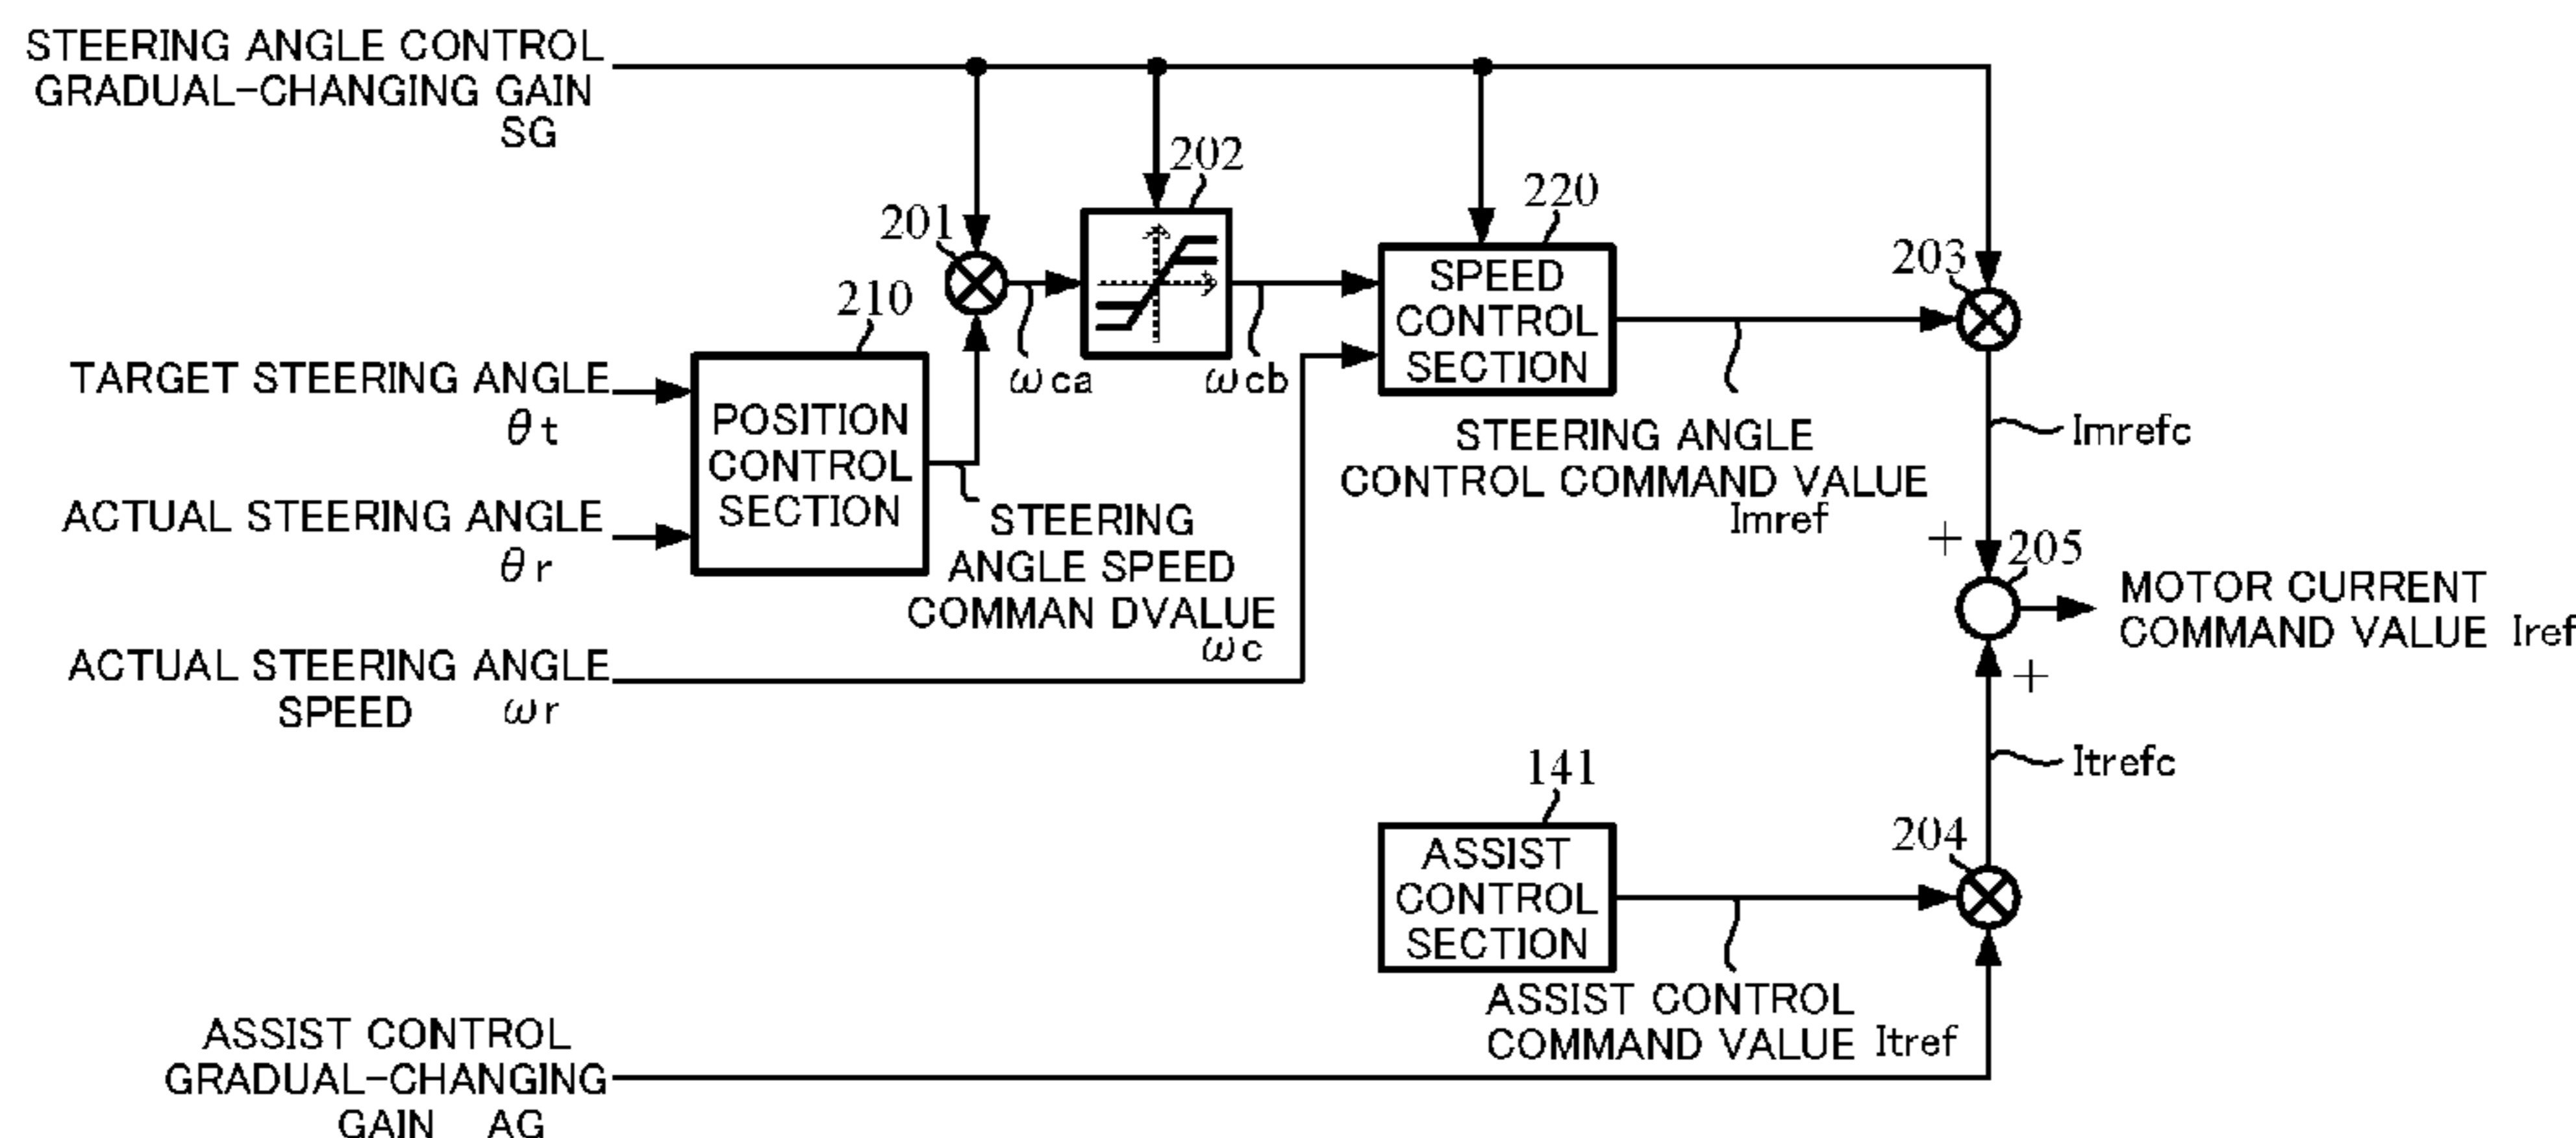 STEERING ANGLE CONTROL
GRADUAL-CHANGING GAIN
SG
202
220
201
203
210
SPEED
CONTROL
SECTION
TARGET STEERING ANGLE
θt
ωca
ωcb
POSITION
CONTROL
SECTION
Imrefc
STEERING ANGLE
CONTROL COMMAND VALUE
Imref
ACTUAL STEERING ANGLE
θr
STEERING
ANGLE SPEED
COMMAN DVALUE
ωc
+
205
MOTOR CURRENT
COMMAND VALUE Iref
+
ACTUAL STEERING ANGLE
SPEED ωr
Itrefc
141
204
ASSIST
CONTROL
SECTION
ASSIST CONTROL
COMMAND VALUE Itref
ASSIST CONTROL
GRADUAL-CHANGING
GAIN AG